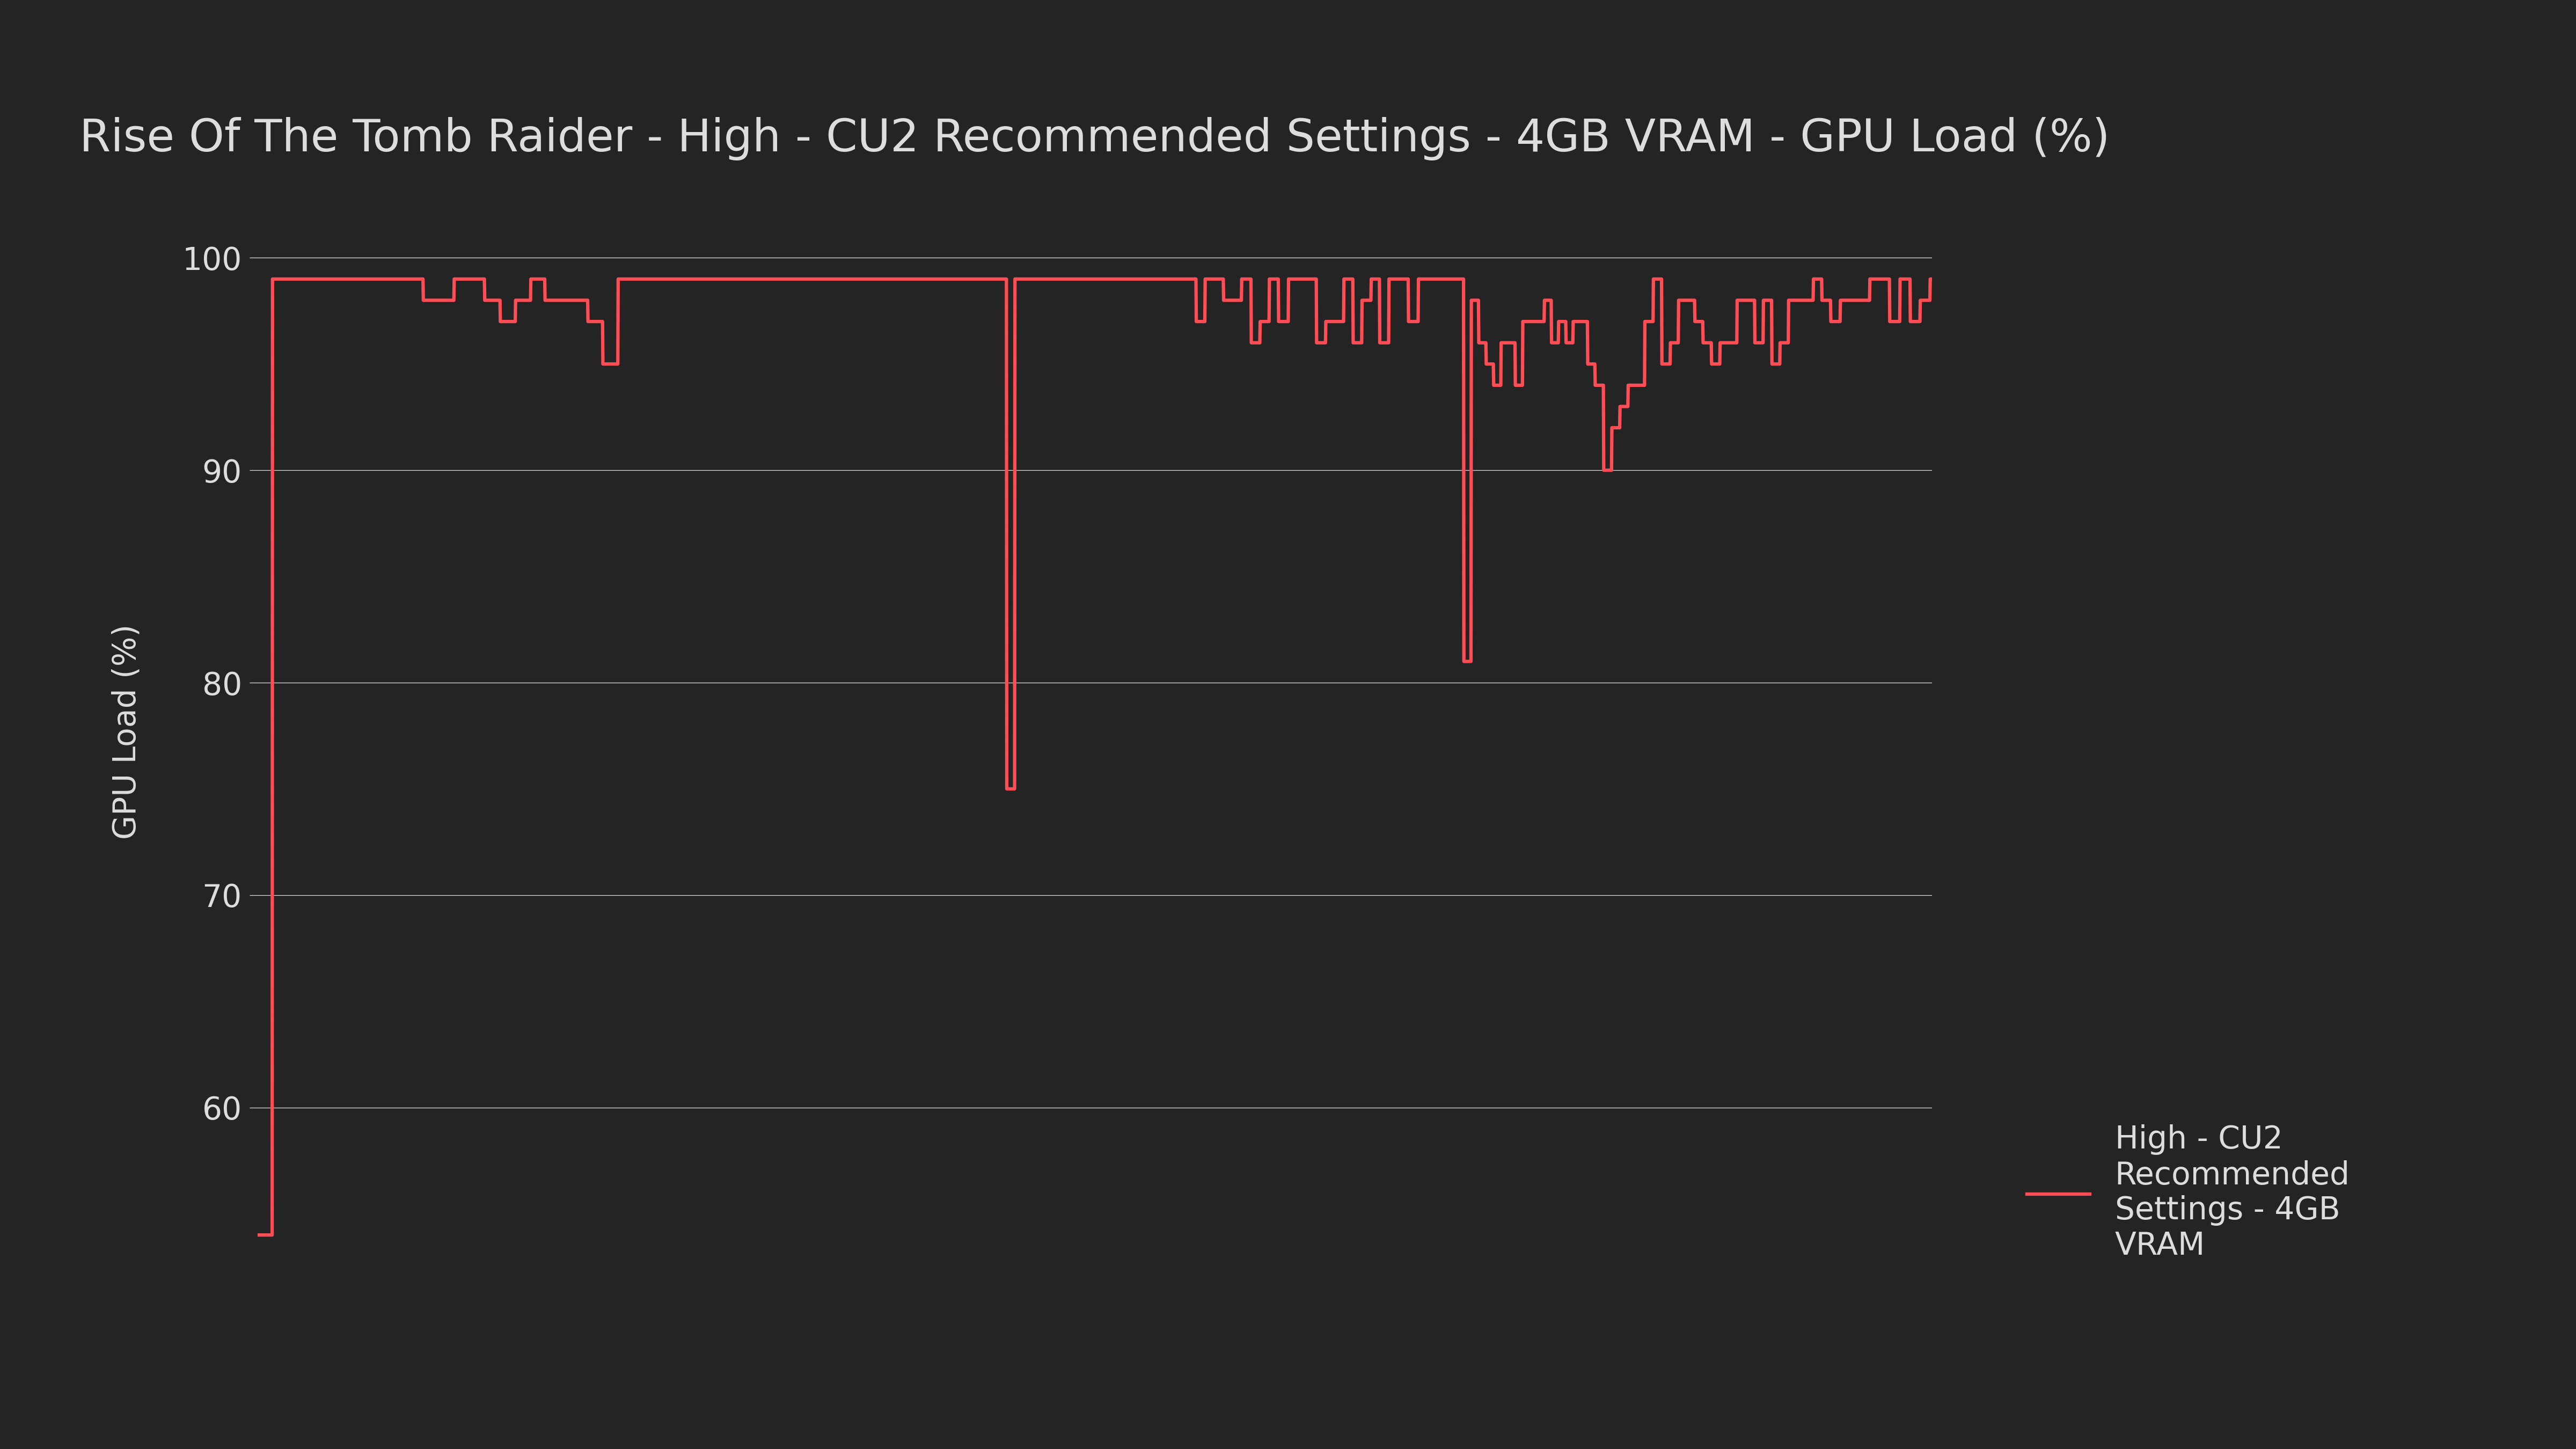 Rise Of The Tomb Raider - High - CU2 Recommended Settings - 4GB VRAM - GPU Load (%)
100
90
80
70
60
GPU Load (%)
High - CU2
Recommended
Settings - 4GB
VRAM